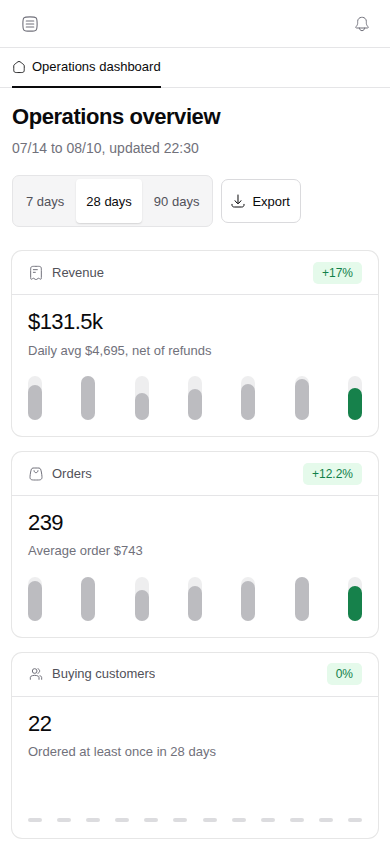 Operations dashboard
Operations overview
07/14 to 08/10, updated 22:30
7 days 28 days 90 days Export
Revenue +17%
$131.5k
Daily avg $4,695, net of refunds
Orders +12.2%
239
Average order $743
Buying customers 0%
22
Ordered at least once in 28 days